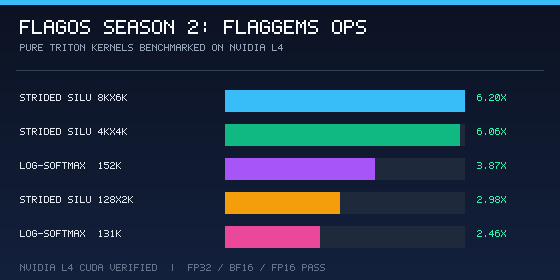 FLAGOS SEASON 2: FLAGGEMS OPS
PURE TRITON KERNELS BENCHMARKED ON NVIDIA L4
STRIDED SILU 8KX6K 6.20X
STRIDED SILU 4KX4K 6.06X
LOG-SOFTMAX 152K 3.87X
STRIDED SILU 128X2K 2.98X
LOG-SOFTMAX 131K 2.46X
NVIDIA L4 CUDA VERIFIED | FP32 / BF16 / FP16 PASS